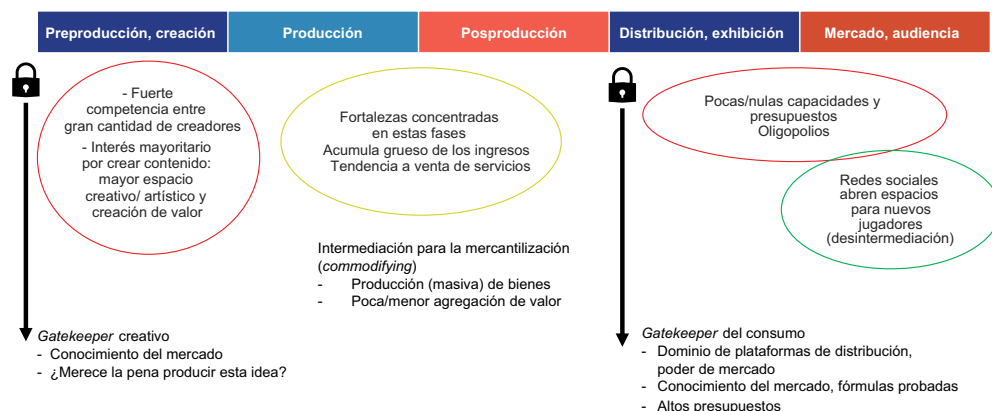 Preproducción, creación
Producción
Posproducción
Distribución, exhibición
Mercado, audiencia
- Fuerte
competencia entre
gran cantidad de creadores
- Interés mayoritario
por crear contenido:
mayor espacio
creativo/ artístico y
creación de valor
Fortalezas concentradas
en estas fases
Acumula grueso de los ingresos
Tendencia a venta de servicios
Pocas/nulas capacidades y
presupuestos
Oligopolios
Redes sociales
abren espacios
para nuevos
jugadores
(desintermediación)
Intermediación para la mercantilización
(commodifying)
- Producción (masiva) de bienes
- Poca/menor agregación de valor
Gatekeeper creativo
- Conocimiento del mercado
- ¿Merece la pena producir esta idea?
Gatekeeper del consumo
- Dominio de plataformas de distribución,
poder de mercado
- Conocimiento del mercado, fórmulas probadas
- Altos presupuestos